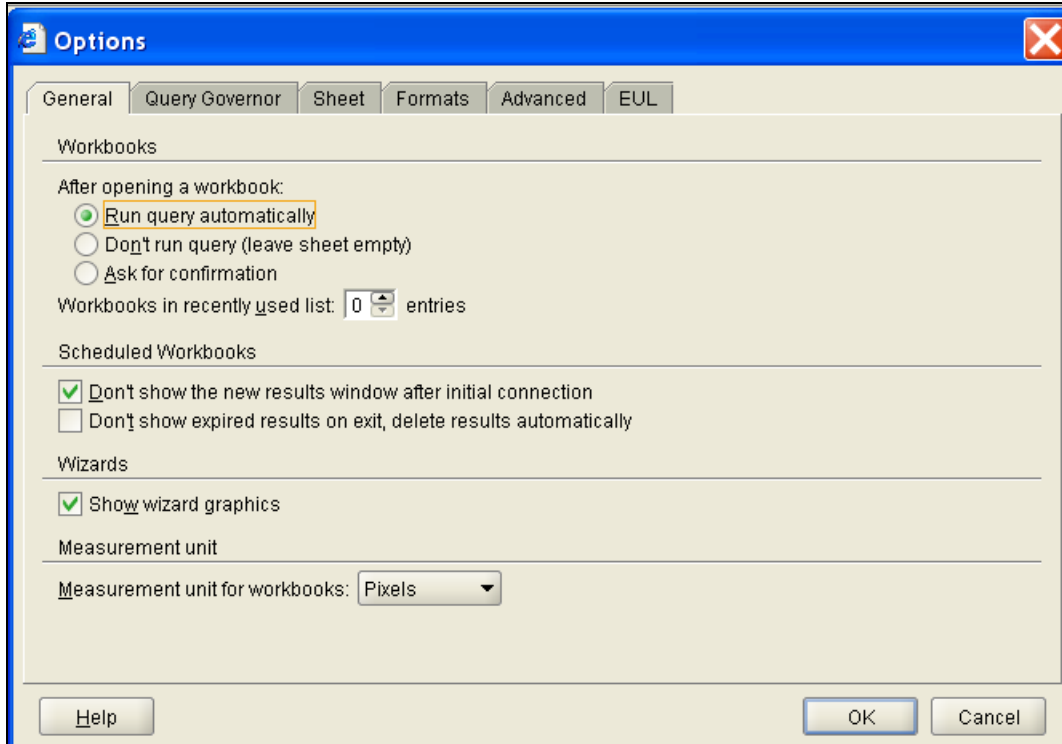 Options
General Query Governor Sheet Formats Advanced EUL
Workbooks
After opening a workbook:
Run query automatically
Don't run query (leave sheet empty)
Ask for confirmation
Workbooks in recently used list: 0 entries
Scheduled Workbooks
Don't show the new results window after initial connection
Don't show expired results on exit, delete results automatically
Wizards
Show wizard graphics
Measurement unit
Measurement unit for workbooks: Pixels
Help OK Cancel